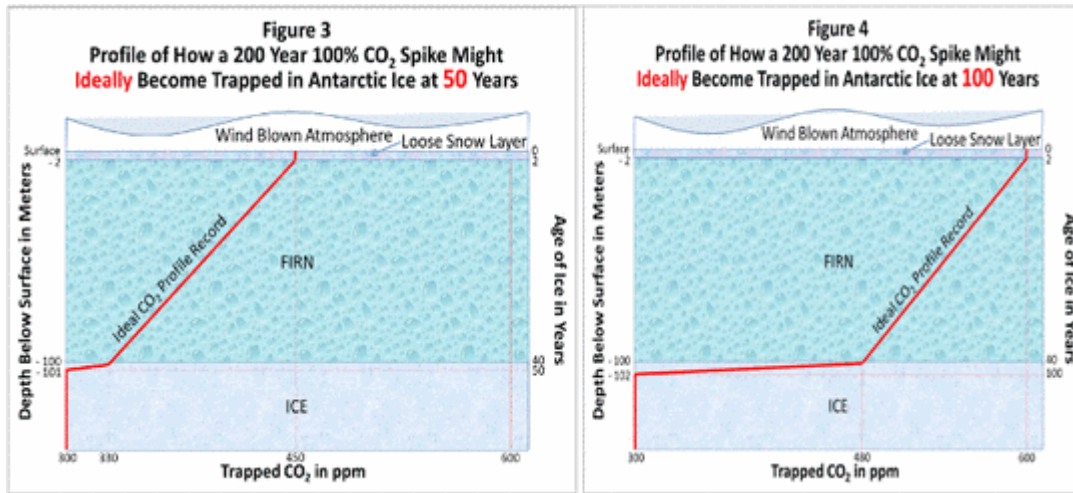 Figure 3
Profile of How a 200 Year 100% CO₂ Spike Might
Ideally Become Trapped in Antarctic Ice at 50 Years
Wind Blown Atmosphere
Loose Snow Layer
Surface
- 2
0
2
Depth Below Surface in Meters
Age of Ice in Years
Ideal CO₂ Profile Record
FIRN
- 100
- 101
40
50
ICE
300 330 450 600
Trapped CO₂ in ppm
Figure 4
Profile of How a 200 Year 100% CO₂ Spike Might
Ideally Become Trapped in Antarctic Ice at 100 Years
Wind Blown Atmosphere
Loose Snow Layer
Surface
- 2
0
2
Depth Below Surface in Meters
Age of Ice in Years
Ideal CO₂ Profile Record
FIRN
- 100
- 102
100
ICE
300 480 600
Trapped CO₂ in ppm